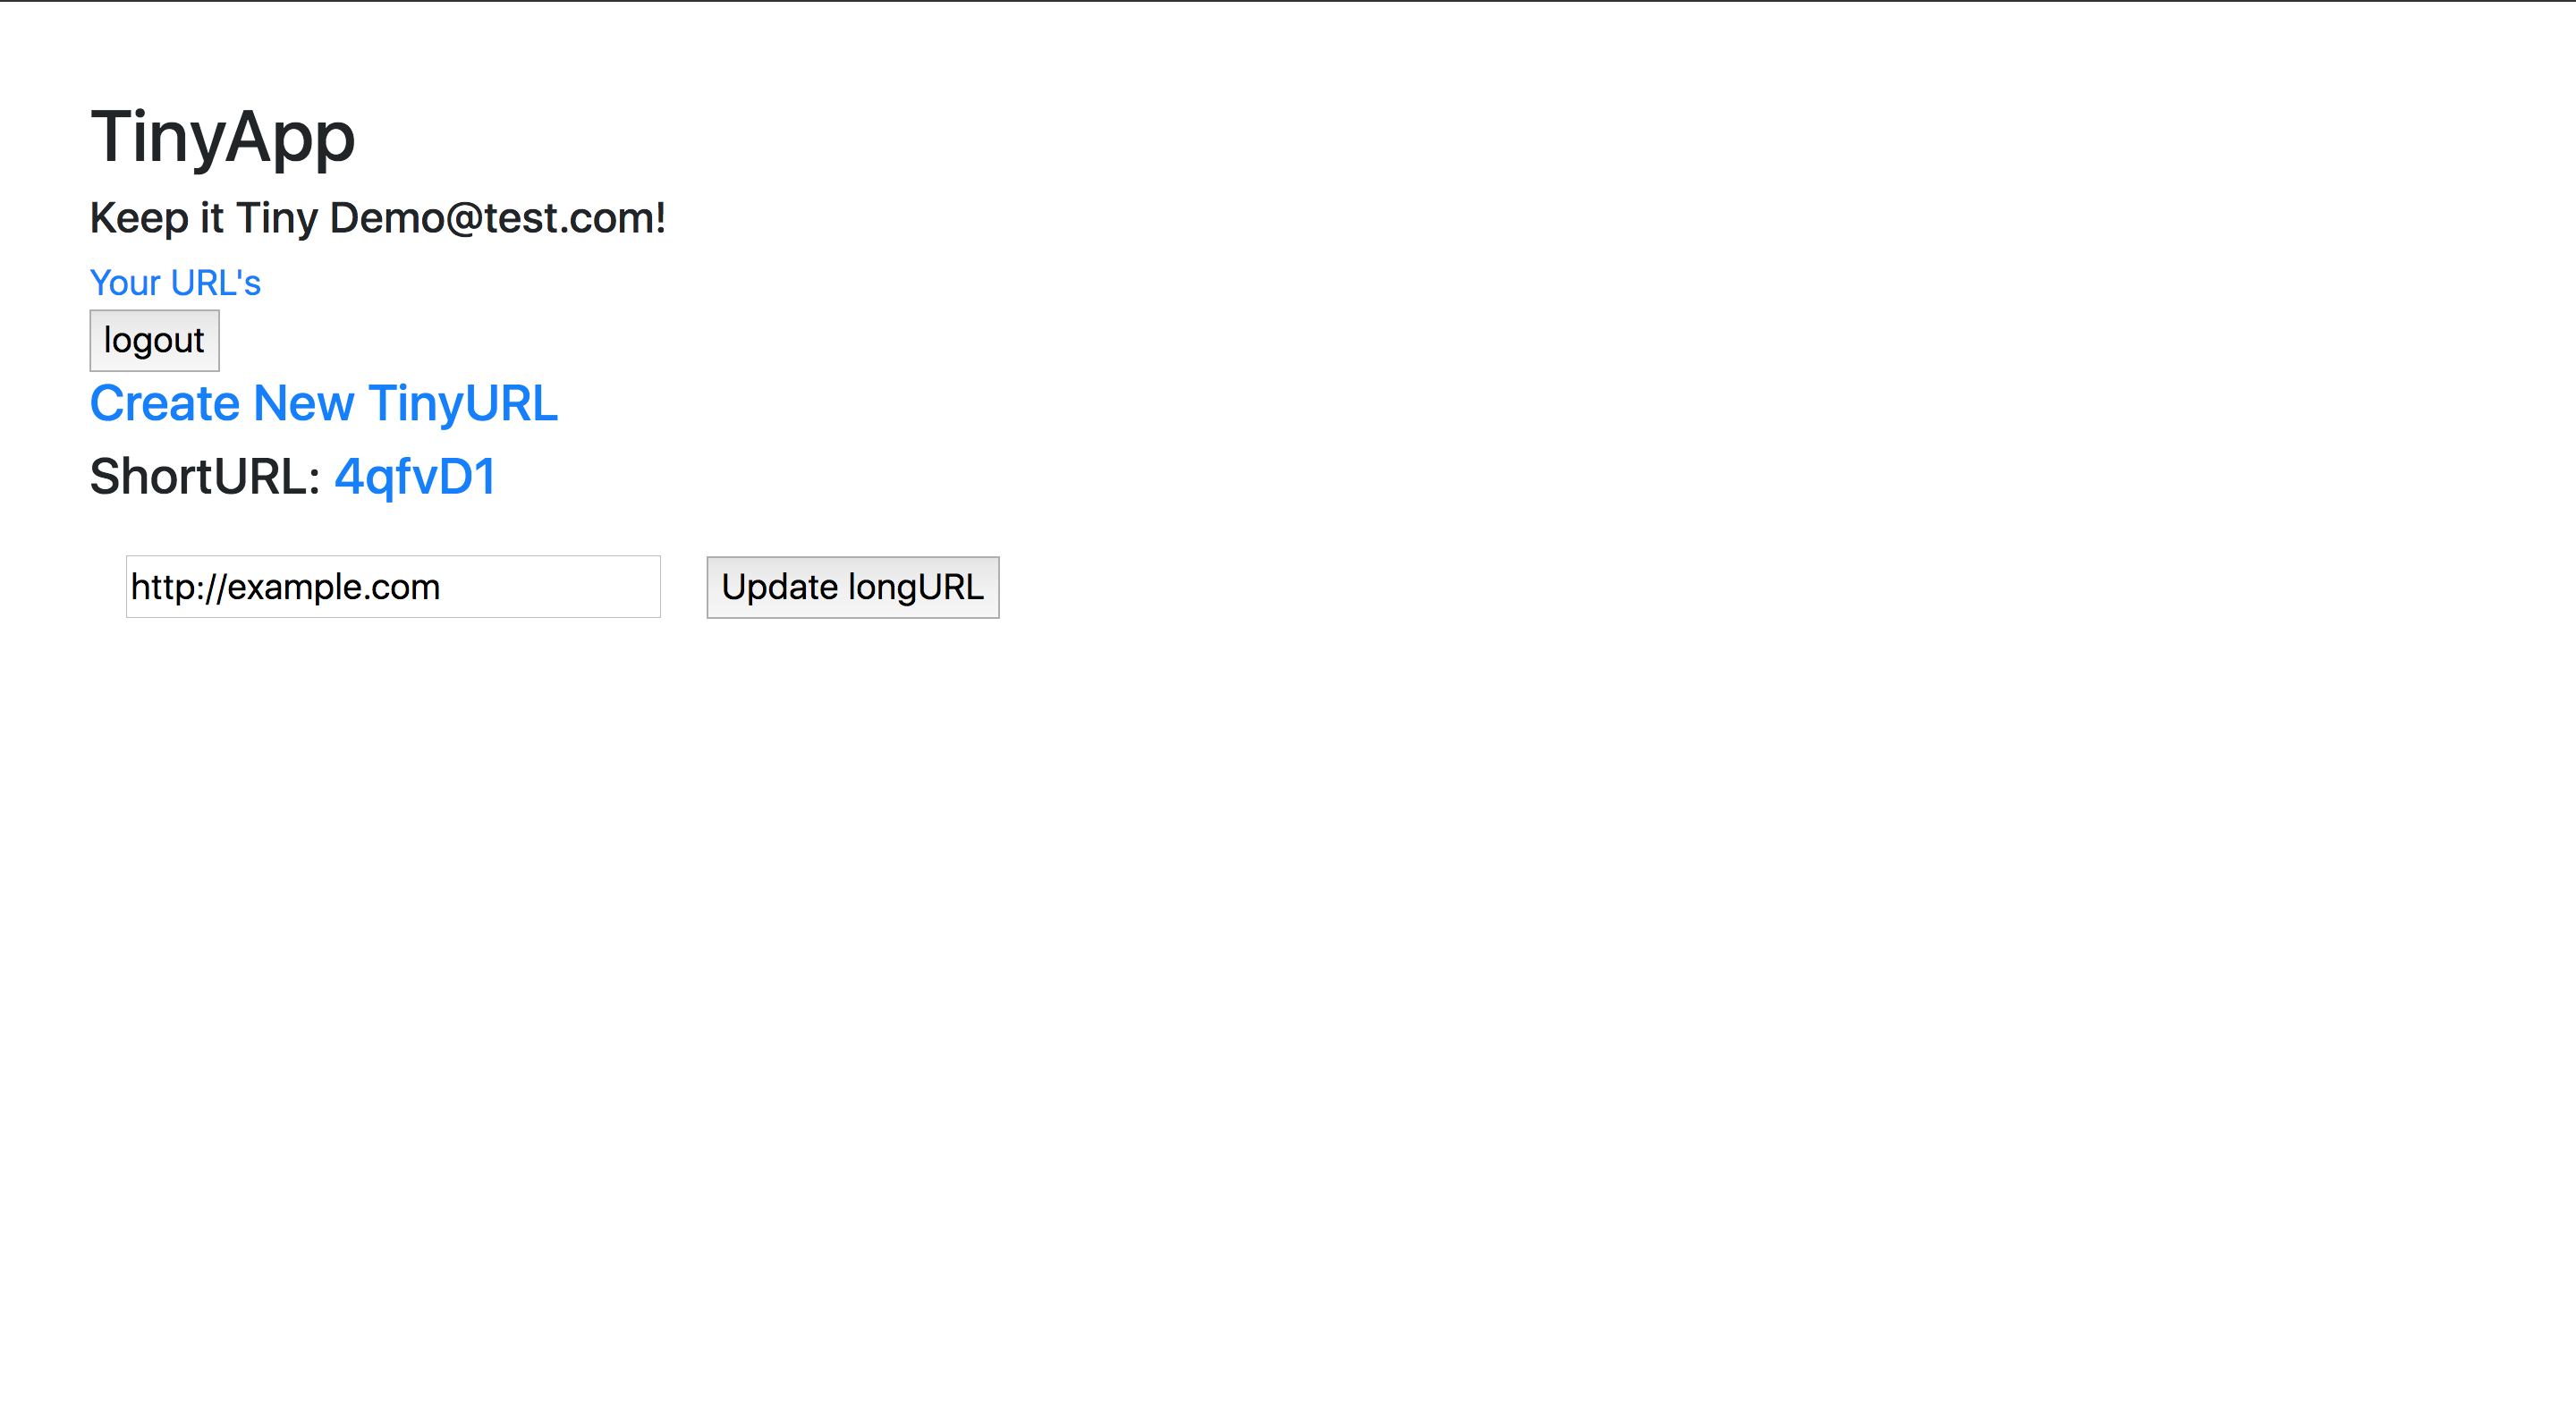 TinyApp
Keep it Tiny Demo@test.com!
Your URL's
logout
Create New TinyURL
ShortURL: 4qfvD1
http://example.com Update longURL